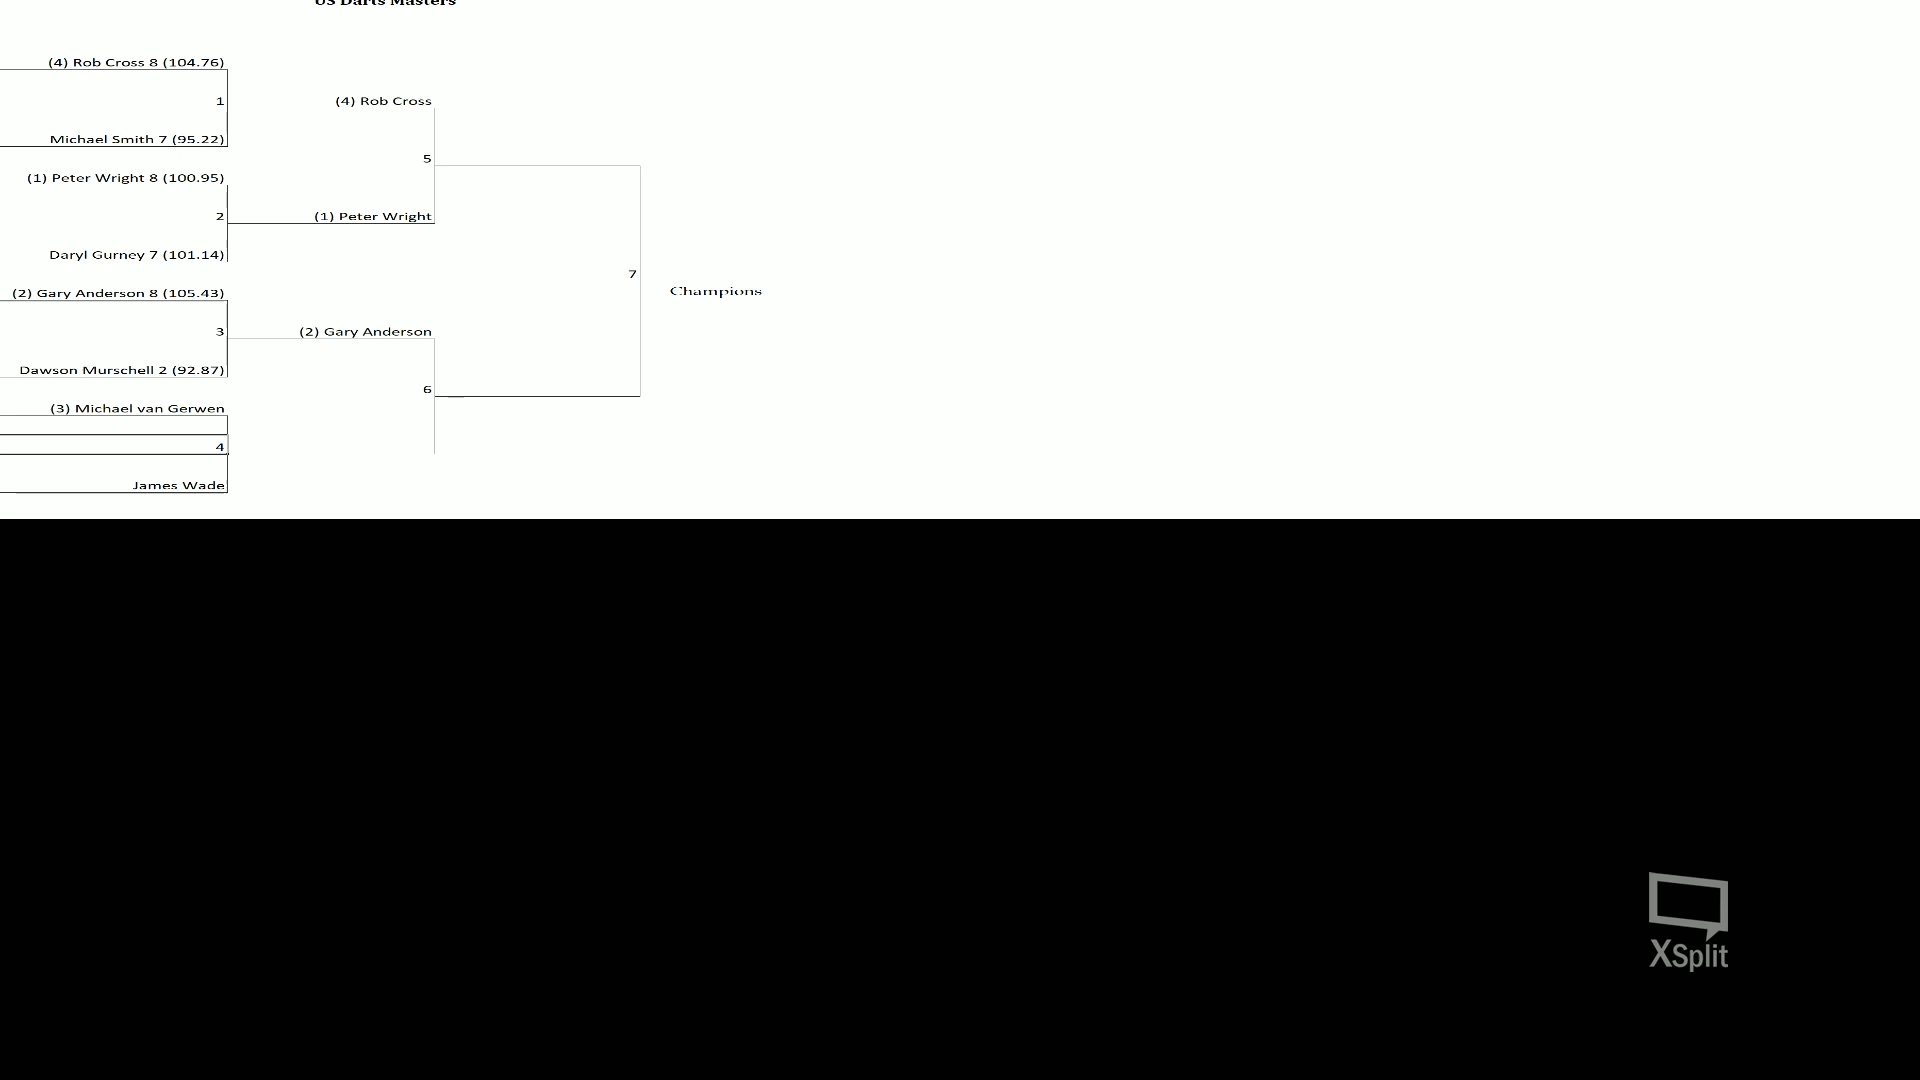 US Darts Masters
(4) Rob Cross 8 (104.76)
(4) Rob Cross
1
Michael Smith 7 (95.22)
5
(1) Peter Wright 8 (100.95)
2
(1) Peter Wright
Daryl Gurney 7 (101.14)
7
Champions
(2) Gary Anderson 8 (105.43)
3
(2) Gary Anderson
Dawson Murschell 2 (92.87)
6
(3) Michael van Gerwen
4
James Wade
XSplit